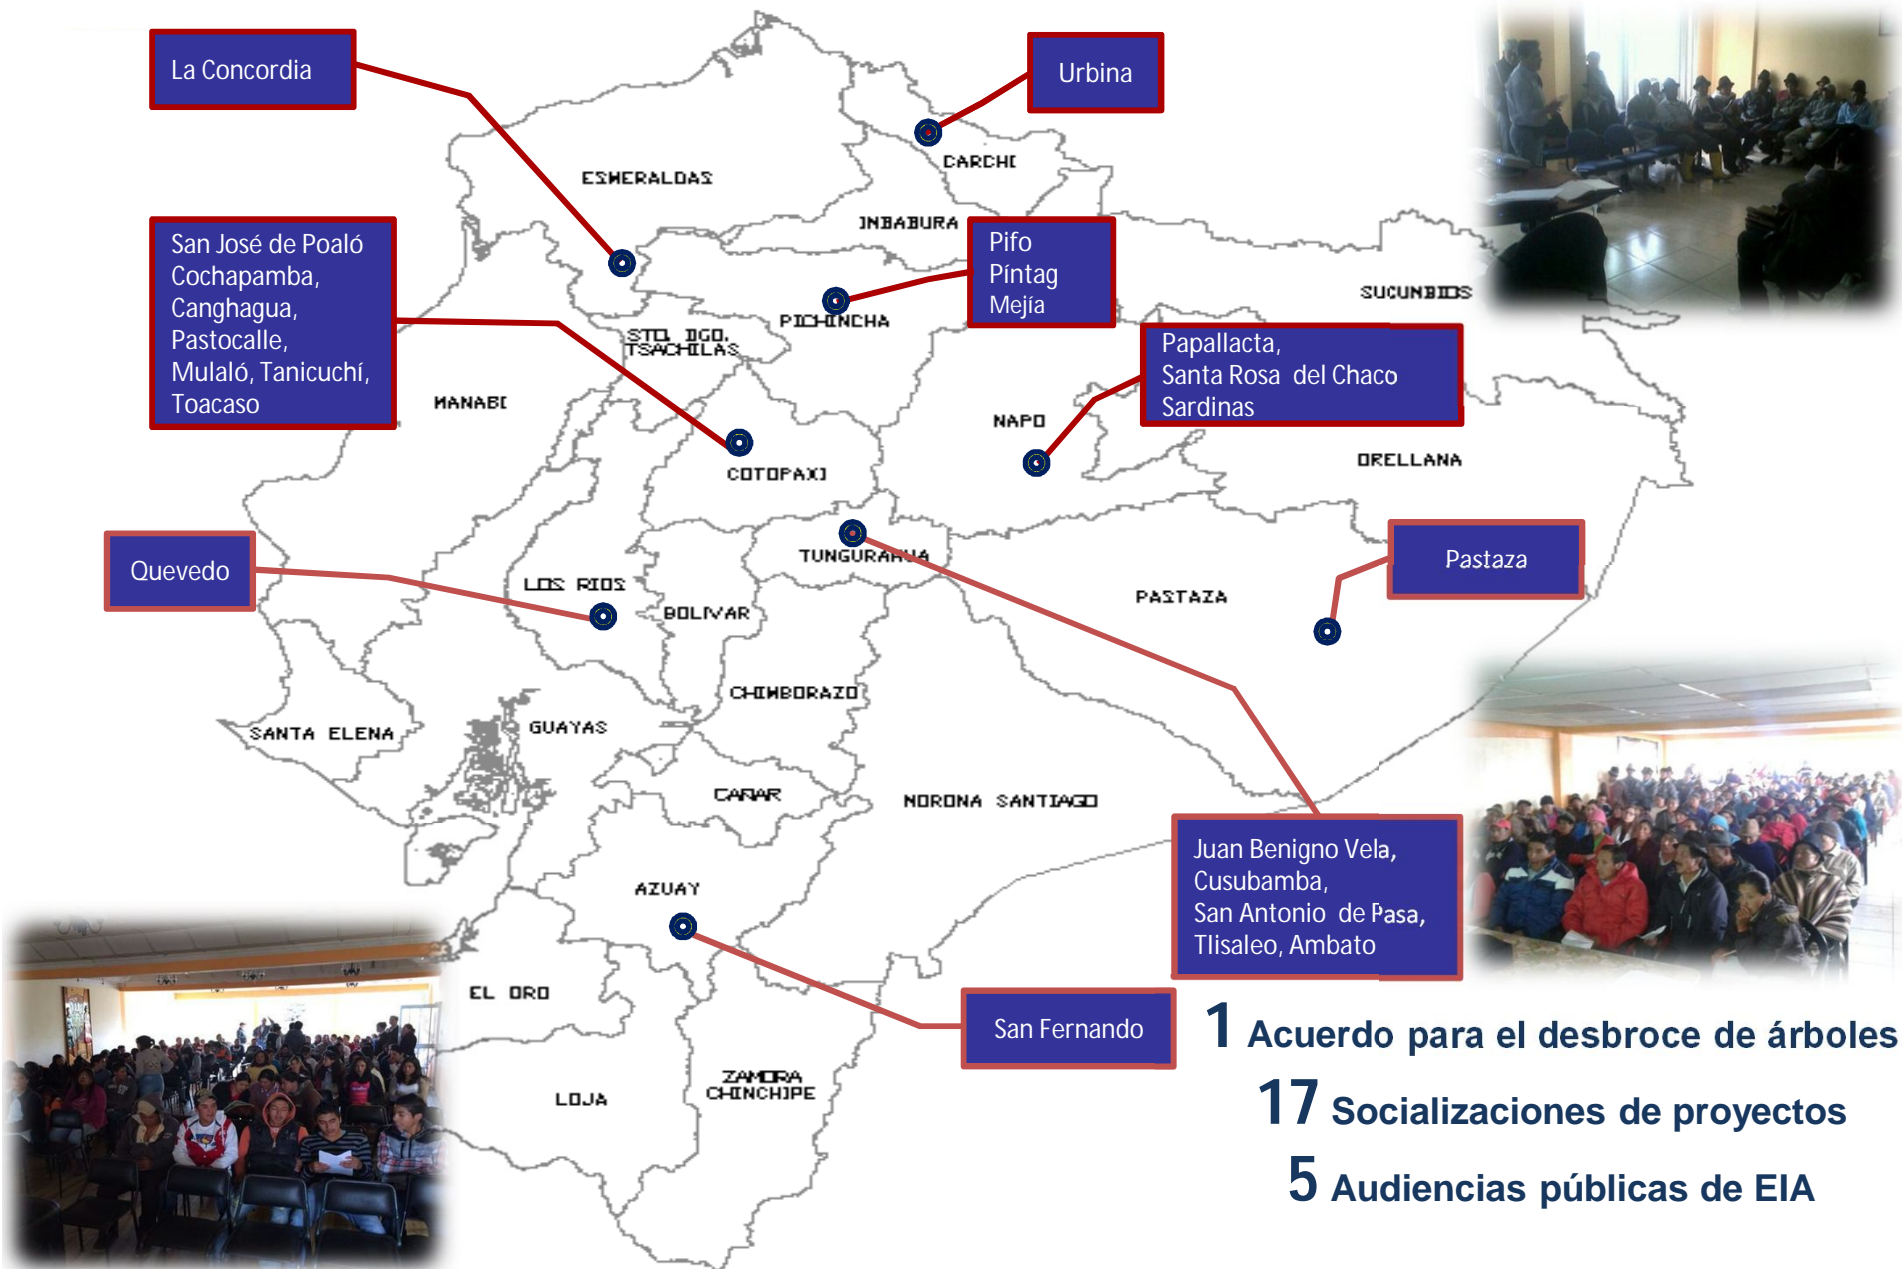 La Concordia
Urbina
CARCHI
ESMERALDAS
INBABURA
San José de Poaló
Cochapamba,
Canghagua,
Pastocalle,
Mulaló, Tanicuchí,
Toacaso
Pifo
Píntag
Mejía
SUCUNBIOS
PICHINCHA
STO. DGO.
TSACHILAS
Papallacta,
Santa Rosa del Chaco
Sardinas
MANABI
NAPO
ORELLANA
COTOPAXI
Quevedo
TUNGURAHUA
Pastaza
LOS RIOS
BOLIVAR
PASTAZA
CHIMBORAZO
SANTA ELENA
GUAYAS
CAÑAR
NORONA SANTIAGO
Juan Benigno Vela,
Cusubamba,
San Antonio de Pasa,
Tlisaleo, Ambato
AZUAY
EL ORO
San Fernando
ZAMORA
CHINCHIPE
LOJA
1 Acuerdo para el desbroce de árboles
17 Socializaciones de proyectos
5 Audiencias públicas de EIA